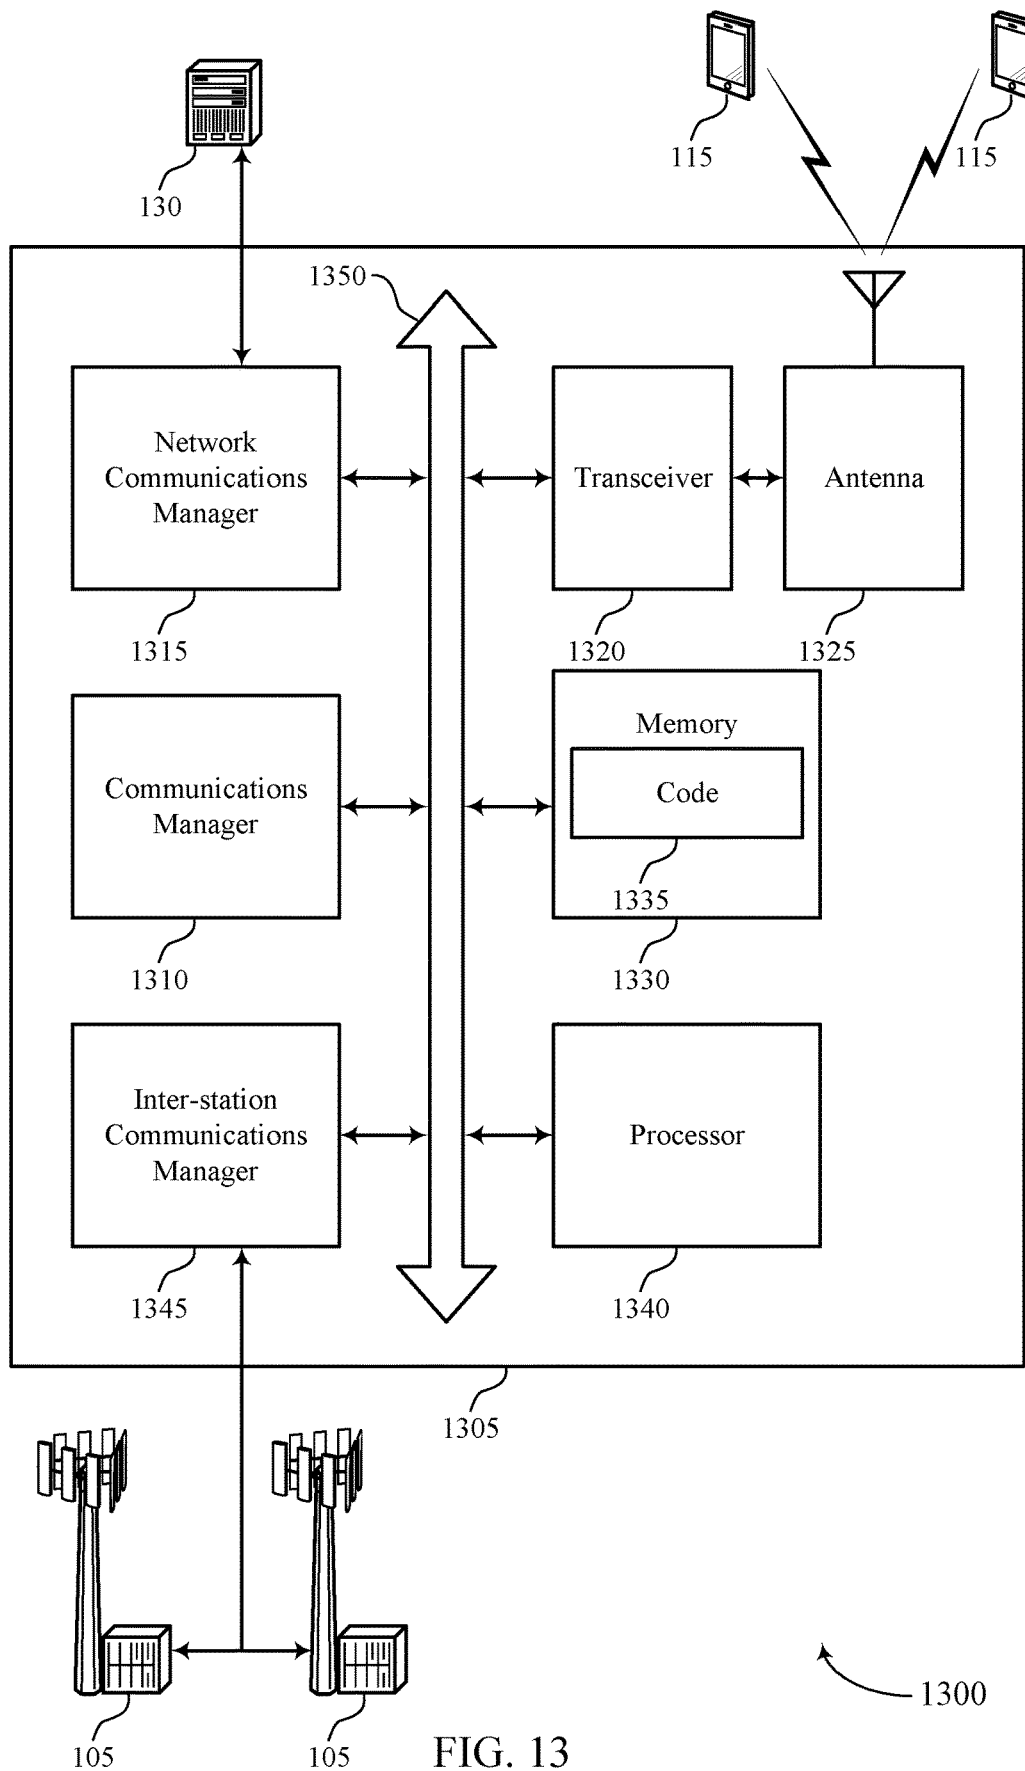 130
115
115
1350
Network
Communications
Manager
Transceiver
Antenna
1315
1320
1325
Communications
Manager
Memory
Code
1335
1310
1330
Inter-station
Communications
Manager
Processor
1345
1340
1305
105
105
1300
FIG. 13